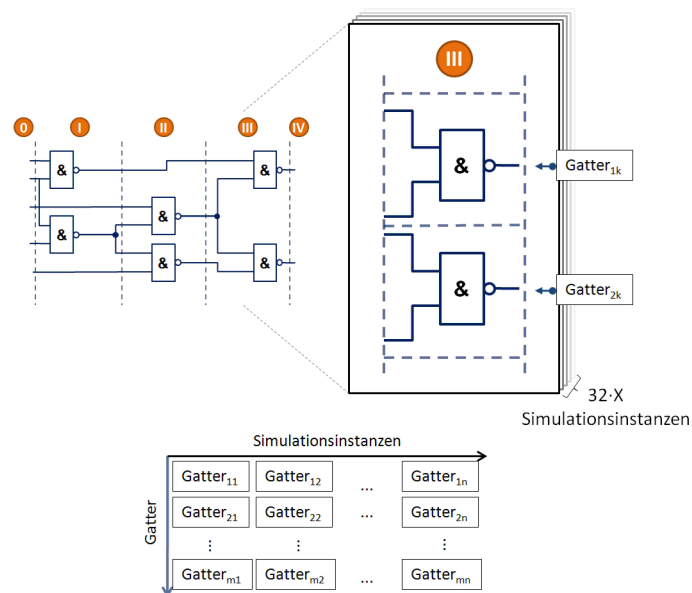 III
0 I II III IV
& &
& &
& &
&
&
Gatter1k
Gatter2k
32·X
Simulationsinstanzen
Simulationsinstanzen
Gatter
Gatter11 Gatter12 ... Gatter1n
Gatter21 Gatter22 ... Gatter2n
⋮ ⋮ ⋮
Gatterm1 Gatterm2 ... Gattermn